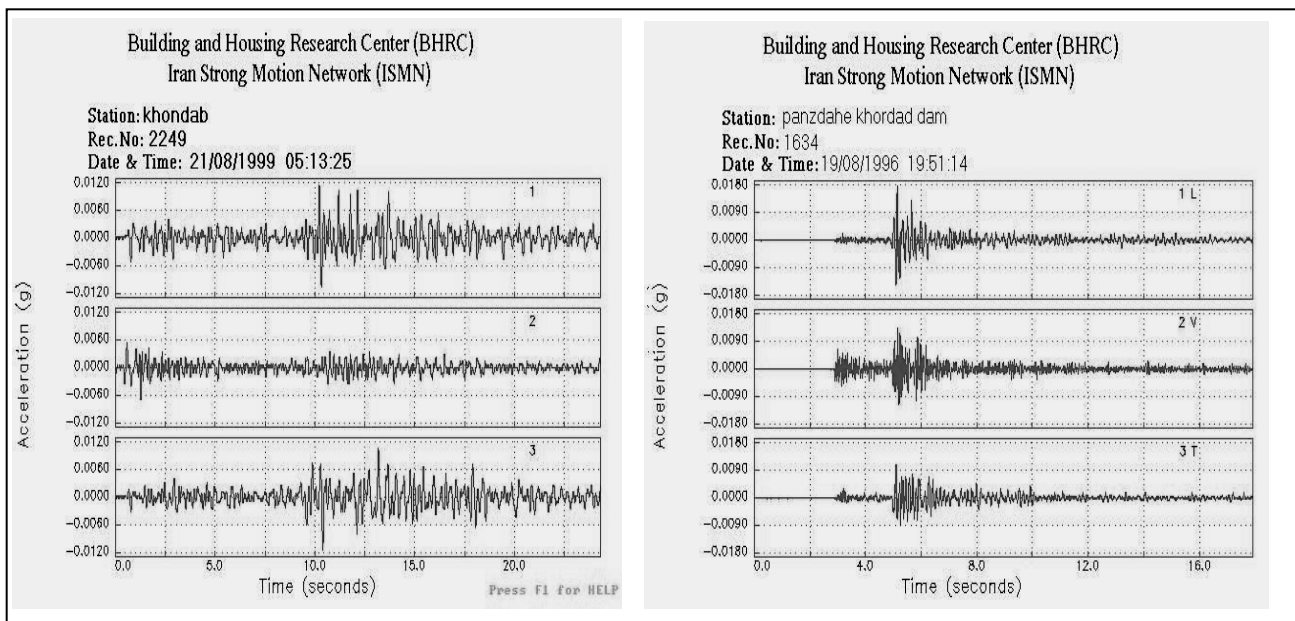 Building and Housing Research Center (BHRC)
Iran Strong Motion Network (ISMN)
Station: khondab
Rec.No: 2249
Date & Time: 21/08/1999 05:13:25
Acceleration (g)
0.0120
0.0060
0.0000
-0.0060
-0.0120
1
0.0120
0.0060
0.0000
-0.0060
-0.0120
2
0.0120
0.0060
0.0000
-0.0060
-0.0120
3
0.0 5.0 10.0 15.0 20.0
Time (seconds)
Press F1 for HELP
Building and Housing Research Center (BHRC)
Iran Strong Motion Network (ISMN)
Station: panzdahe khordad dam
Rec.No: 1634
Date & Time: 19/08/1996 19:51:14
Acceleration (g)
0.0180
0.0090
0.0000
-0.0090
-0.0180
1 L
0.0180
0.0090
0.0000
-0.0090
-0.0180
2 V
0.0180
0.0090
0.0000
-0.0090
-0.0180
3 T
0.0 4.0 8.0 12.0 16.0
Time (seconds)